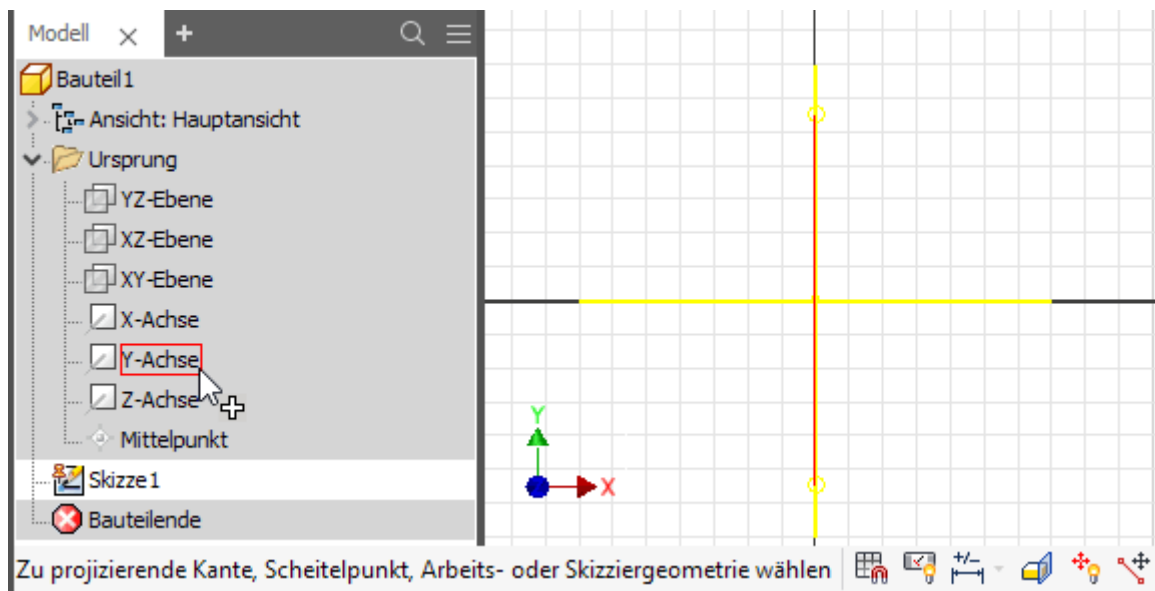 Modell
Bauteil1
Ansicht: Hauptansicht
Ursprung
YZ-Ebene
XZ-Ebene
XY-Ebene
X-Achse
Y-Achse
Z-Achse
Mittelpunkt
Skizze1
Bauteilende
Y
X
Zu projizierende Kante, Scheitelpunkt, Arbeits- oder Skizziergeometrie wählen
+/-